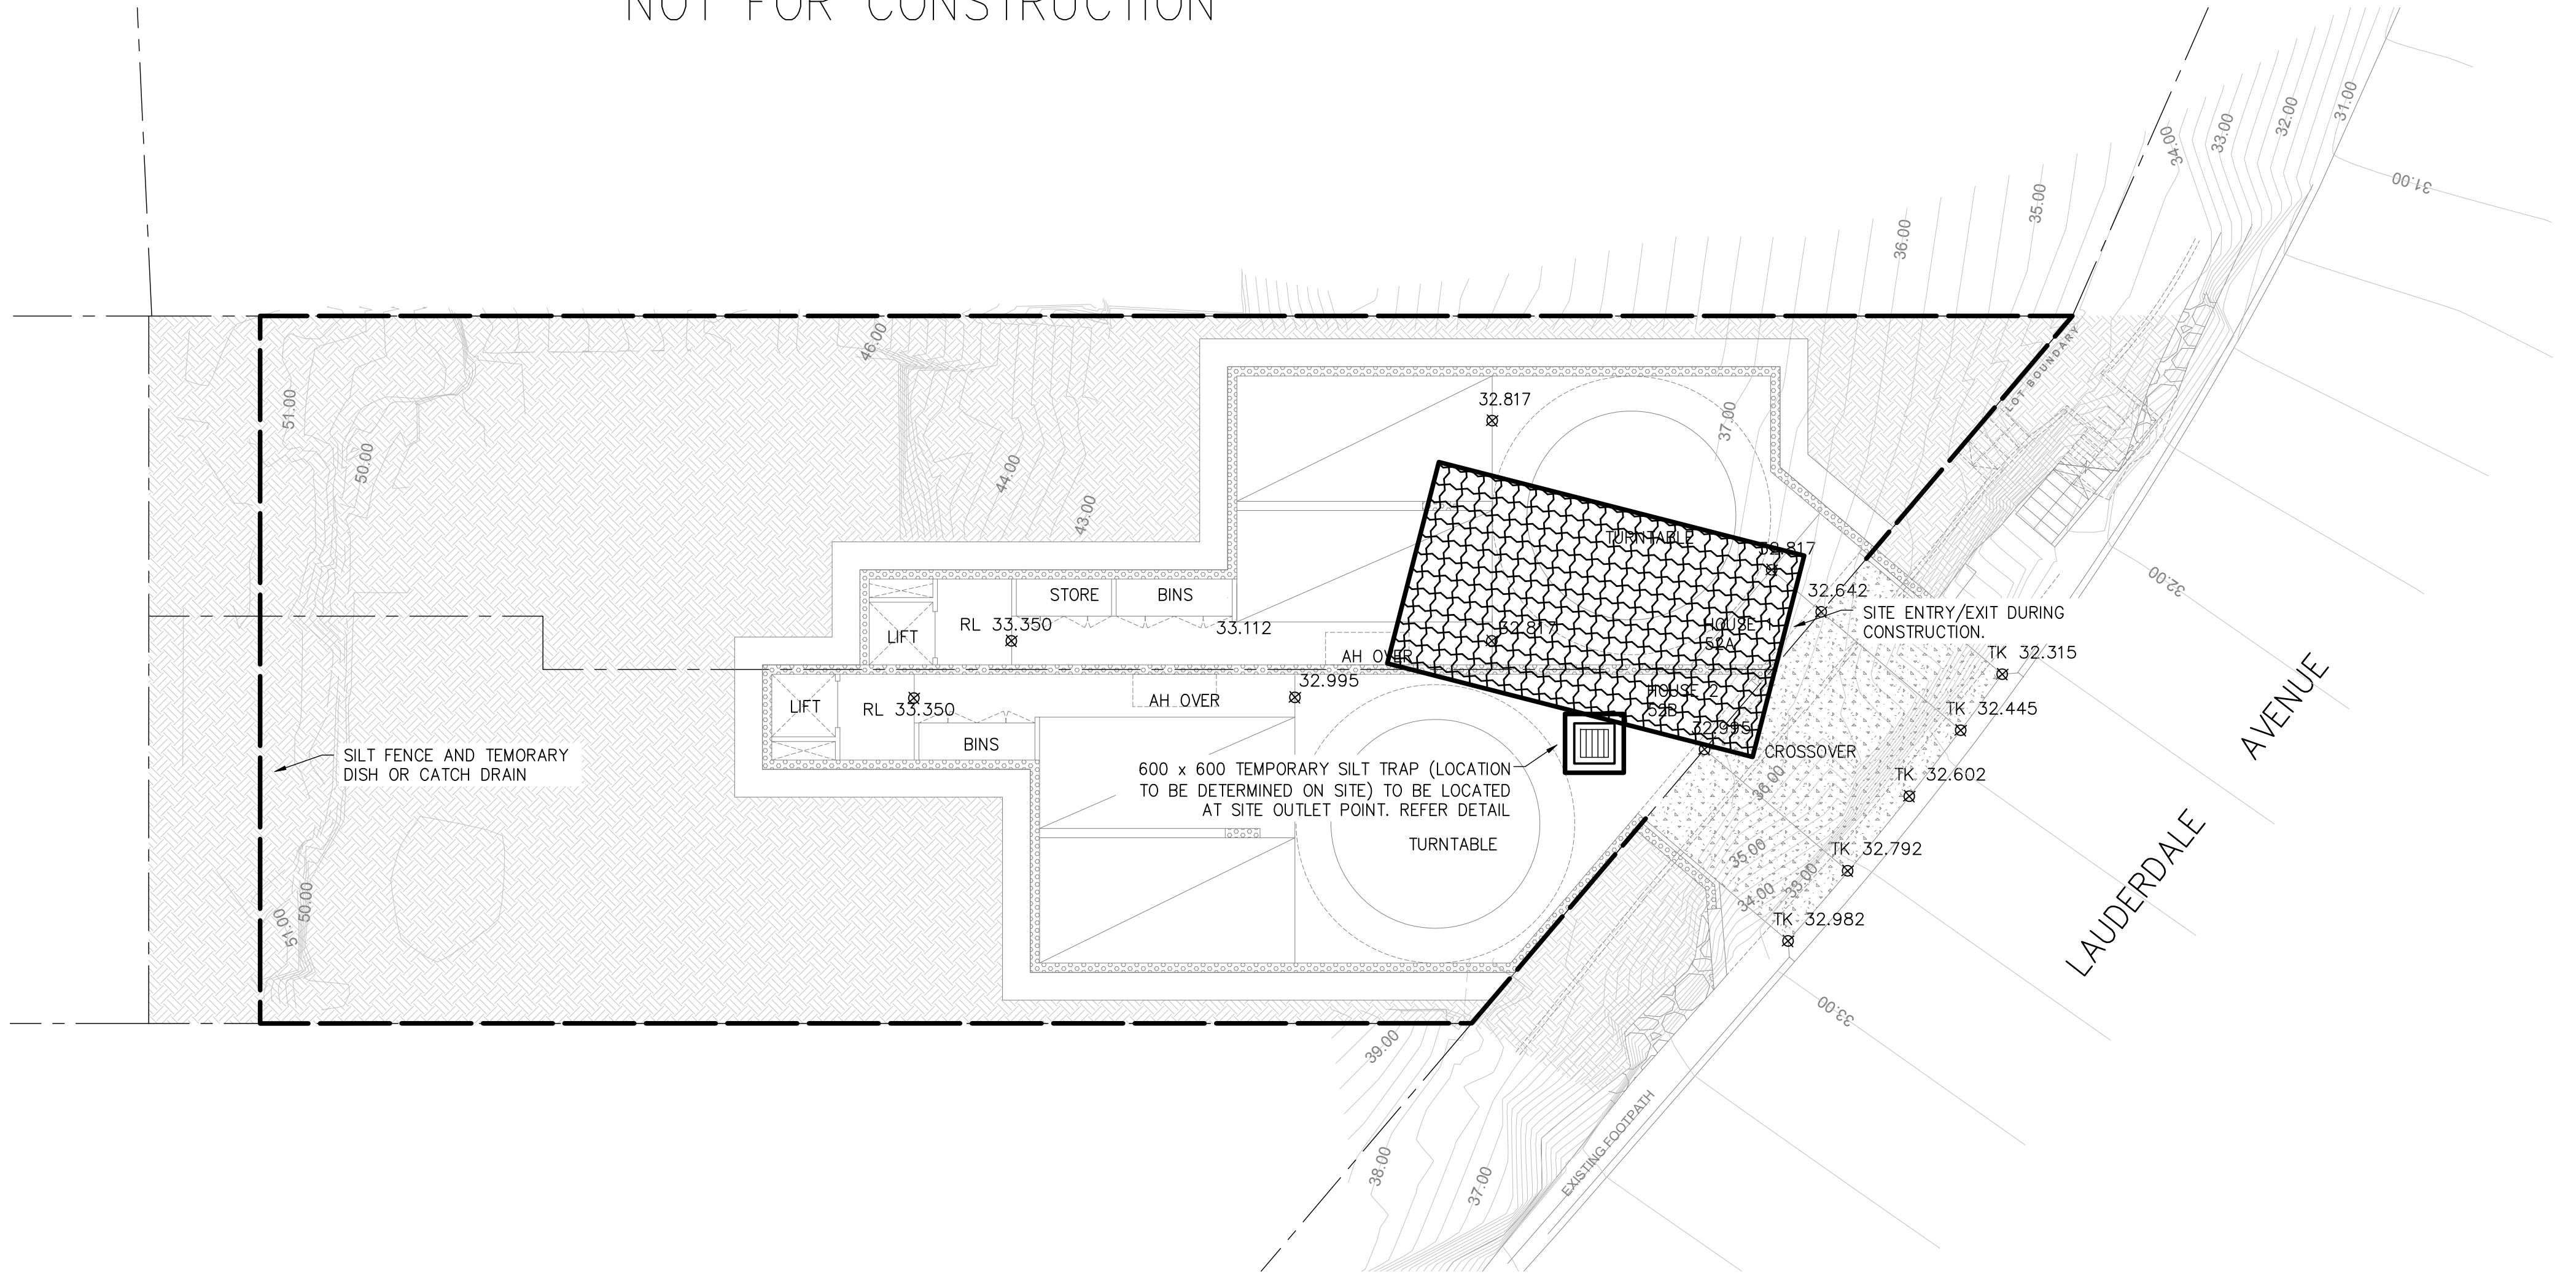 NOT FOR CONSTRUCTION
31.00
32.00
33.00
34.00
31.00
35.00
36.00
LOT BOUNDARY
46.00
51.00
50.00
44.00
43.00
37.00
32.817
TURNTABLE
32.817
32.00
STORE
BINS
32.642
SITE ENTRY/EXIT DURING
CONSTRUCTION.
LIFT
RL 33.350
33.112
32.817
HOUSE 1
52A
AH OVER
TK 32.315
LIFT
RL 33.350
AH OVER
32.995
HOUSE 2
52B
32.995
TK 32.445
AVENUE
BINS
SILT FENCE AND TEMORARY
DISH OR CATCH DRAIN
600 x 600 TEMPORARY SILT TRAP (LOCATION
TO BE DETERMINED ON SITE) TO BE LOCATED
AT SITE OUTLET POINT. REFER DETAIL
CROSSOVER
TK 32.602
36.00
TURNTABLE
35.00
TK 32.792
33.00
34.00
TK 32.982
LAUDERDALE
50.00
51.00
33.00
39.00
EXISTING FOOTPATH
38.00
37.00